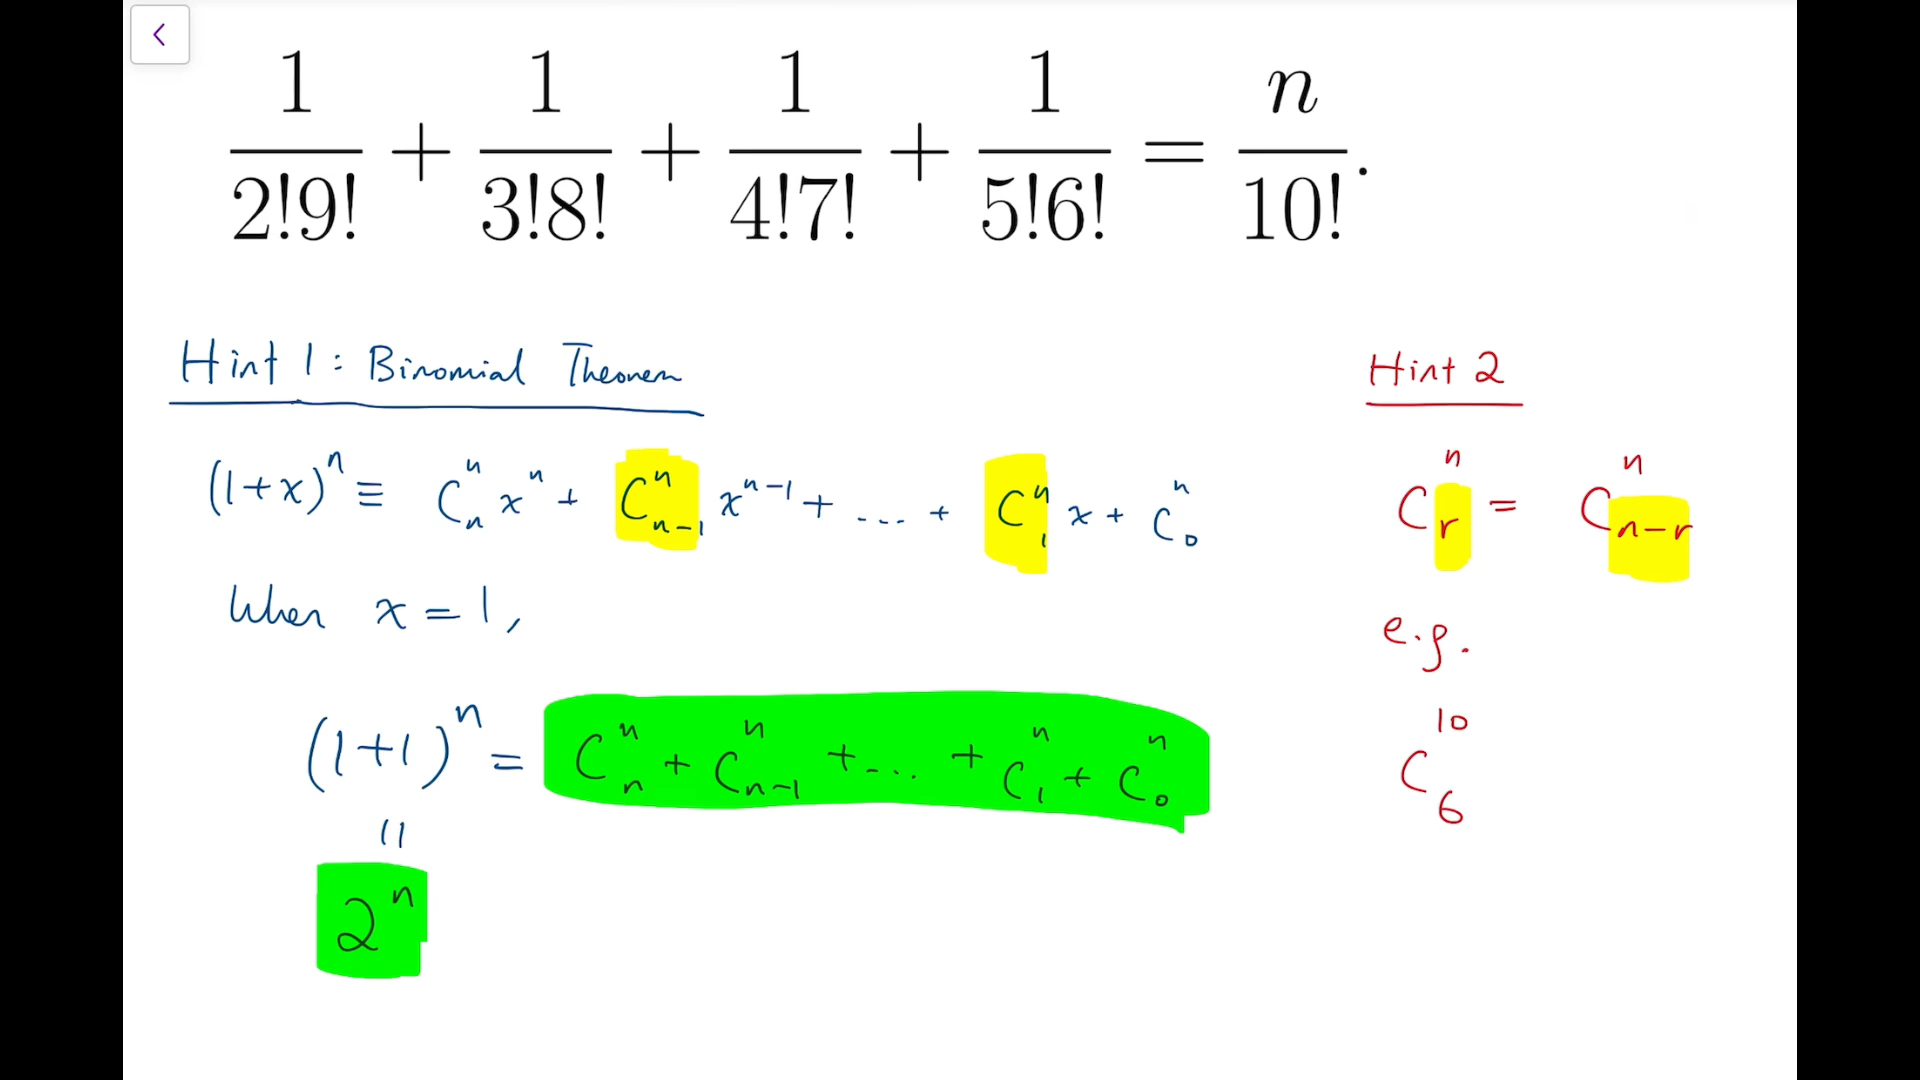 1/(2!9!) + 1/(3!8!) + 1/(4!7!) + 1/(5!6!) = n/10!.
Hint 1 : Binomial Theorem
(1+x)^n ≡ C^n_n x^n + C^n_{n-1} x^{n-1} + ... + C^n_1 x + C^n_0
When x = 1,
(1+1)^n = C^n_n + C^n_{n-1} + ... + C^n_1 + C^n_0
=
2^n
Hint 2
C^n_r = C^n_{n-r}
e.g.
C^10_6